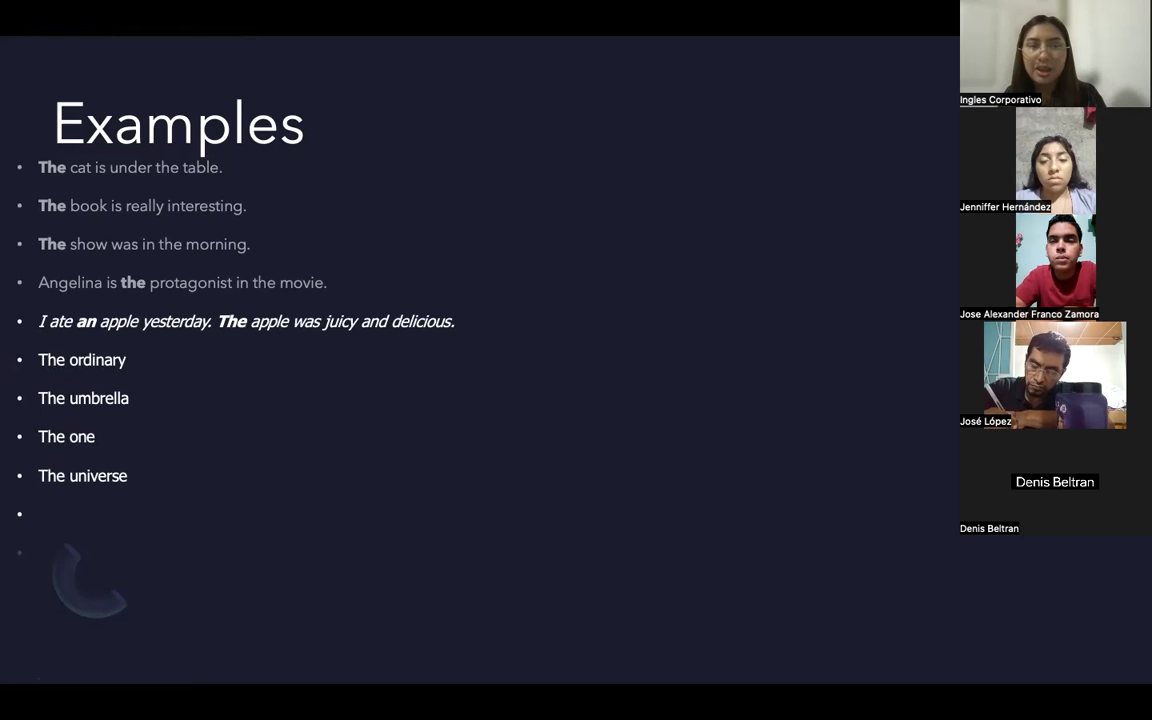 Examples
• The cat is under the table.
• The book is really interesting.
• The show was in the morning.
• Angelina is the protagonist in the movie.
• I ate an apple yesterday. The apple was juicy and delicious.
• The ordinary
• The umbrella
• The one
• The universe
Ingles Corporativo
Jenniffer Hernández
Jose Alexander Franco Zamora
José López
Denis Beltran
Denis Beltran